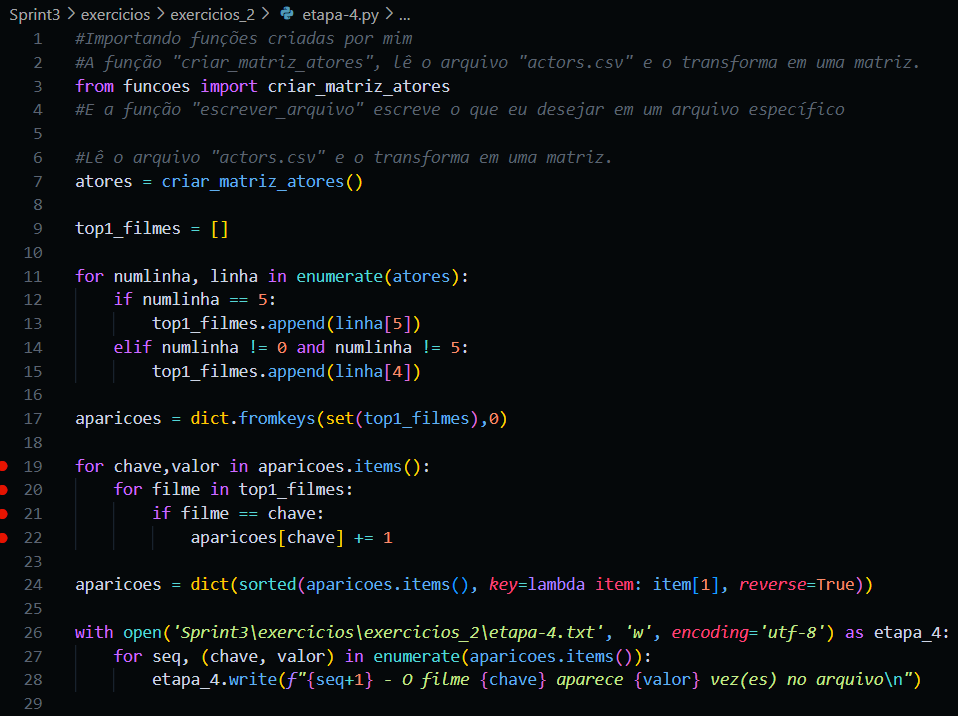 Sprint3 > exercicios > exercicios_2 > etapa-4.py > ...
1 #Importando funções criadas por mim
2 #A função "criar_matriz_atores", lê o arquivo "actors.csv" e o transforma em uma matriz.
3 from funcoes import criar_matriz_atores
4 #E a função "escrever_arquivo" escreve o que eu desejar em um arquivo específico
5
6 #Lê o arquivo "actors.csv" e o transforma em uma matriz.
7 atores = criar_matriz_atores()
8
9 top1_filmes = []
10
11 for numlinha, linha in enumerate(atores):
12     if numlinha == 5:
13         top1_filmes.append(linha[5])
14     elif numlinha != 0 and numlinha != 5:
15         top1_filmes.append(linha[4])
16
17 aparicoes = dict.fromkeys(set(top1_filmes),0)
18
19 for chave,valor in aparicoes.items():
20     for filme in top1_filmes:
21         if filme == chave:
22             aparicoes[chave] += 1
23
24 aparicoes = dict(sorted(aparicoes.items(), key=lambda item: item[1], reverse=True))
25
26 with open('Sprint3\exercicios\exercicios_2\etapa-4.txt', 'w', encoding='utf-8') as etapa_4:
27     for seq, (chave, valor) in enumerate(aparicoes.items()):
28         etapa_4.write(f"{seq+1} - O filme {chave} aparece {valor} vez(es) no arquivo\n")
29